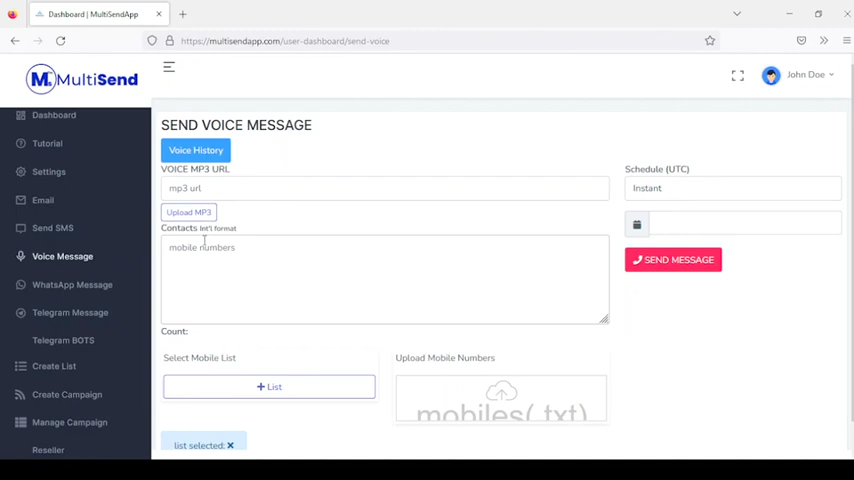 Dashboard | MultiSendApp
https://multisendapp.com/user-dashboard/send-voice
M. MultiSend
John Doe
Dashboard
Tutorial
Settings
Email
Send SMS
Voice Message
WhatsApp Message
Telegram Message
Telegram BOTS
Create List
Create Campaign
Manage Campaign
Reseller
SEND VOICE MESSAGE
Voice History
VOICE MP3 URL
mp3 url
Upload MP3
Contacts Int'l format
mobile numbers
Count:
Select Mobile List
+ List
list selected: ×
Upload Mobile Numbers
mobiles(.txt)
Schedule (UTC)
Instant
SEND MESSAGE